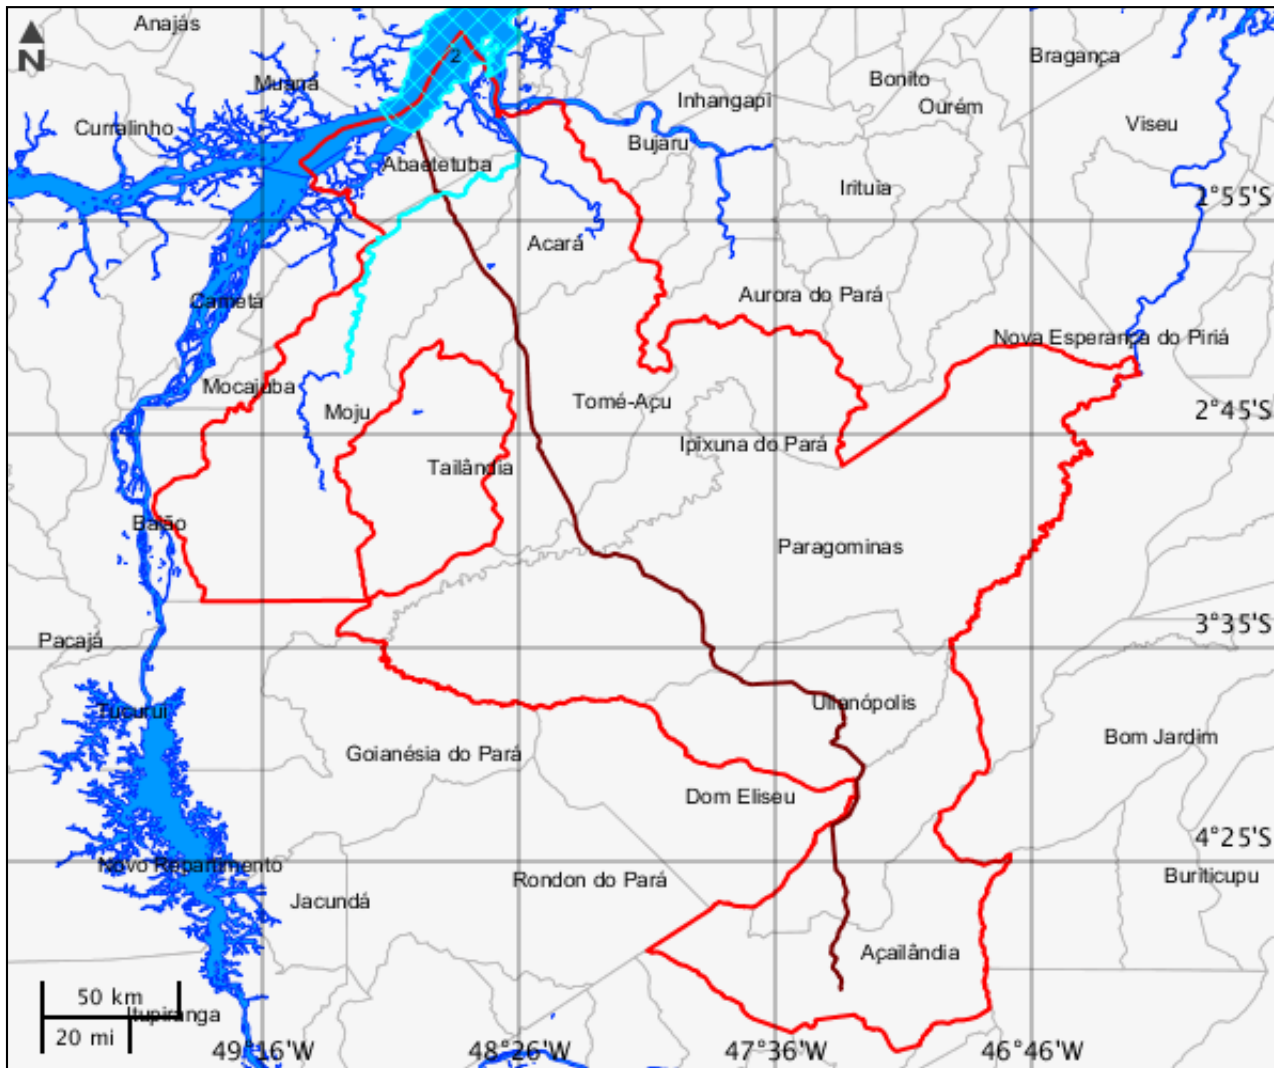 Anajás
N
2
Bragança
Muaná
Bonito
Inhangapi
Ourém
Curralinho
Viseu
Bujaru
Abaetetuba
Irituia
1°55'S
Acará
Aurora do Pará
Cametá
Nova Esperança do Piriá
Mocajuba
Moju
Tomé-Açu
2°45'S
Ipixuna do Pará
Tailândia
Baião
Paragominas
3°35'S
Pacajá
Tucuruí
Ulianópolis
Goianésia do Pará
Bom Jardim
Dom Eliseu
4°25'S
Novo Repartimento
Rondon do Pará
Buriticupu
Jacundá
Açailândia
50 km
Itupiranga
20 mi
49°16'W
48°26'W
47°36'W
46°46'W